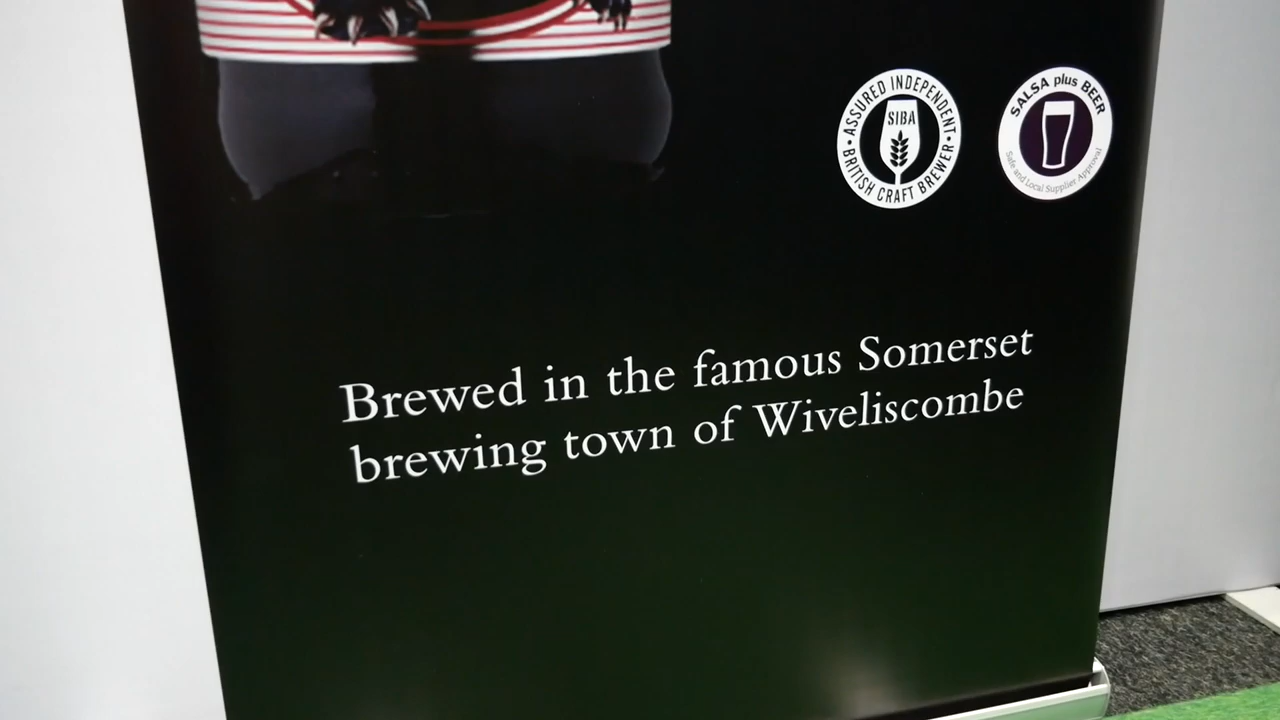 ASSURED INDEPENDENT
SIBA
BRITISH CRAFT BREWER
SALSA plus BEER
Safe and Local Supplier Approval
Brewed in the famous Somerset
brewing town of Wiveliscombe